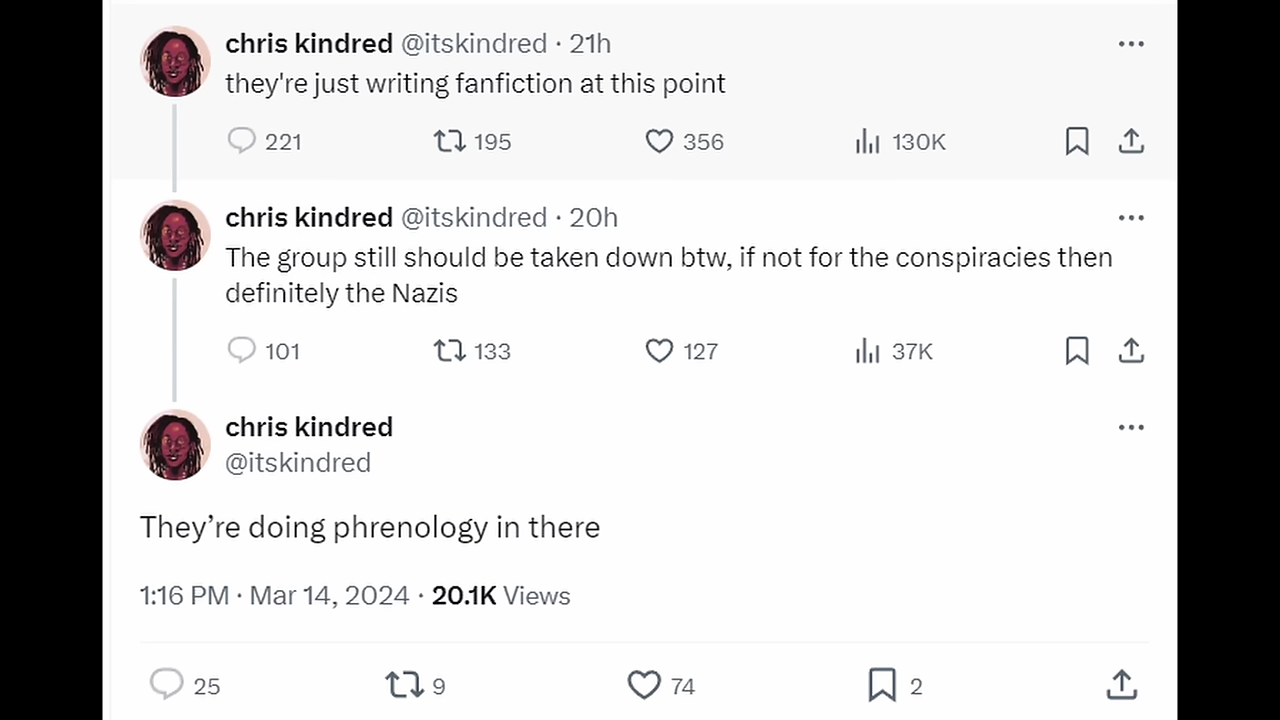 chris kindred @itskindred · 21h
they're just writing fanfiction at this point
221 195 356 130K
chris kindred @itskindred · 20h
The group still should be taken down btw, if not for the conspiracies then
definitely the Nazis
101 133 127 37K
chris kindred
@itskindred
They’re doing phrenology in there
1:16 PM · Mar 14, 2024 · 20.1K Views
25 9 74 2